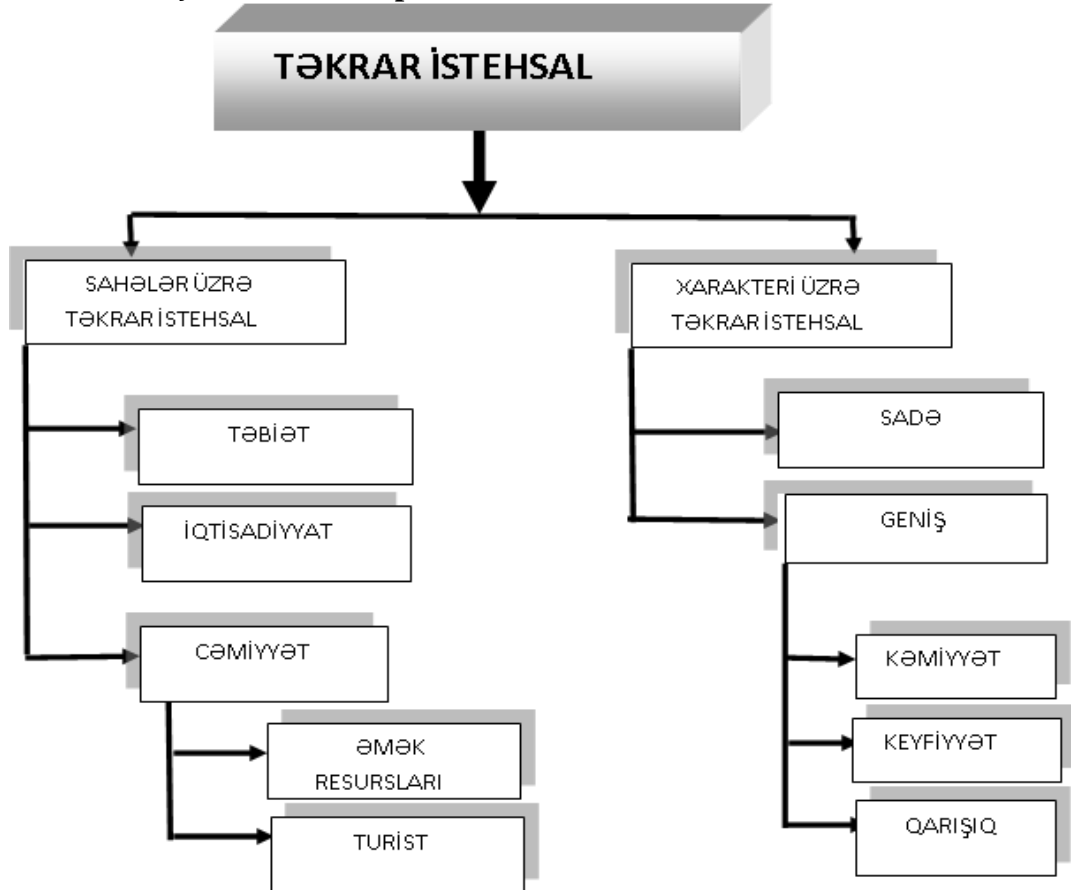 TƏKRAR İSTEHSAL
SAHƏLƏR ÜZRƏ
TƏKRAR İSTEHSAL
TƏBİƏT
İQTİSADİYYAT
CƏMİYYƏT
ƏMƏK
RESURSLARI
TURİST
XARAKTERİ ÜZRƏ
TƏKRAR İSTEHSAL
SADƏ
GENİŞ
KƏMİYYƏT
KEYFİYYƏT
QARIŞIQ